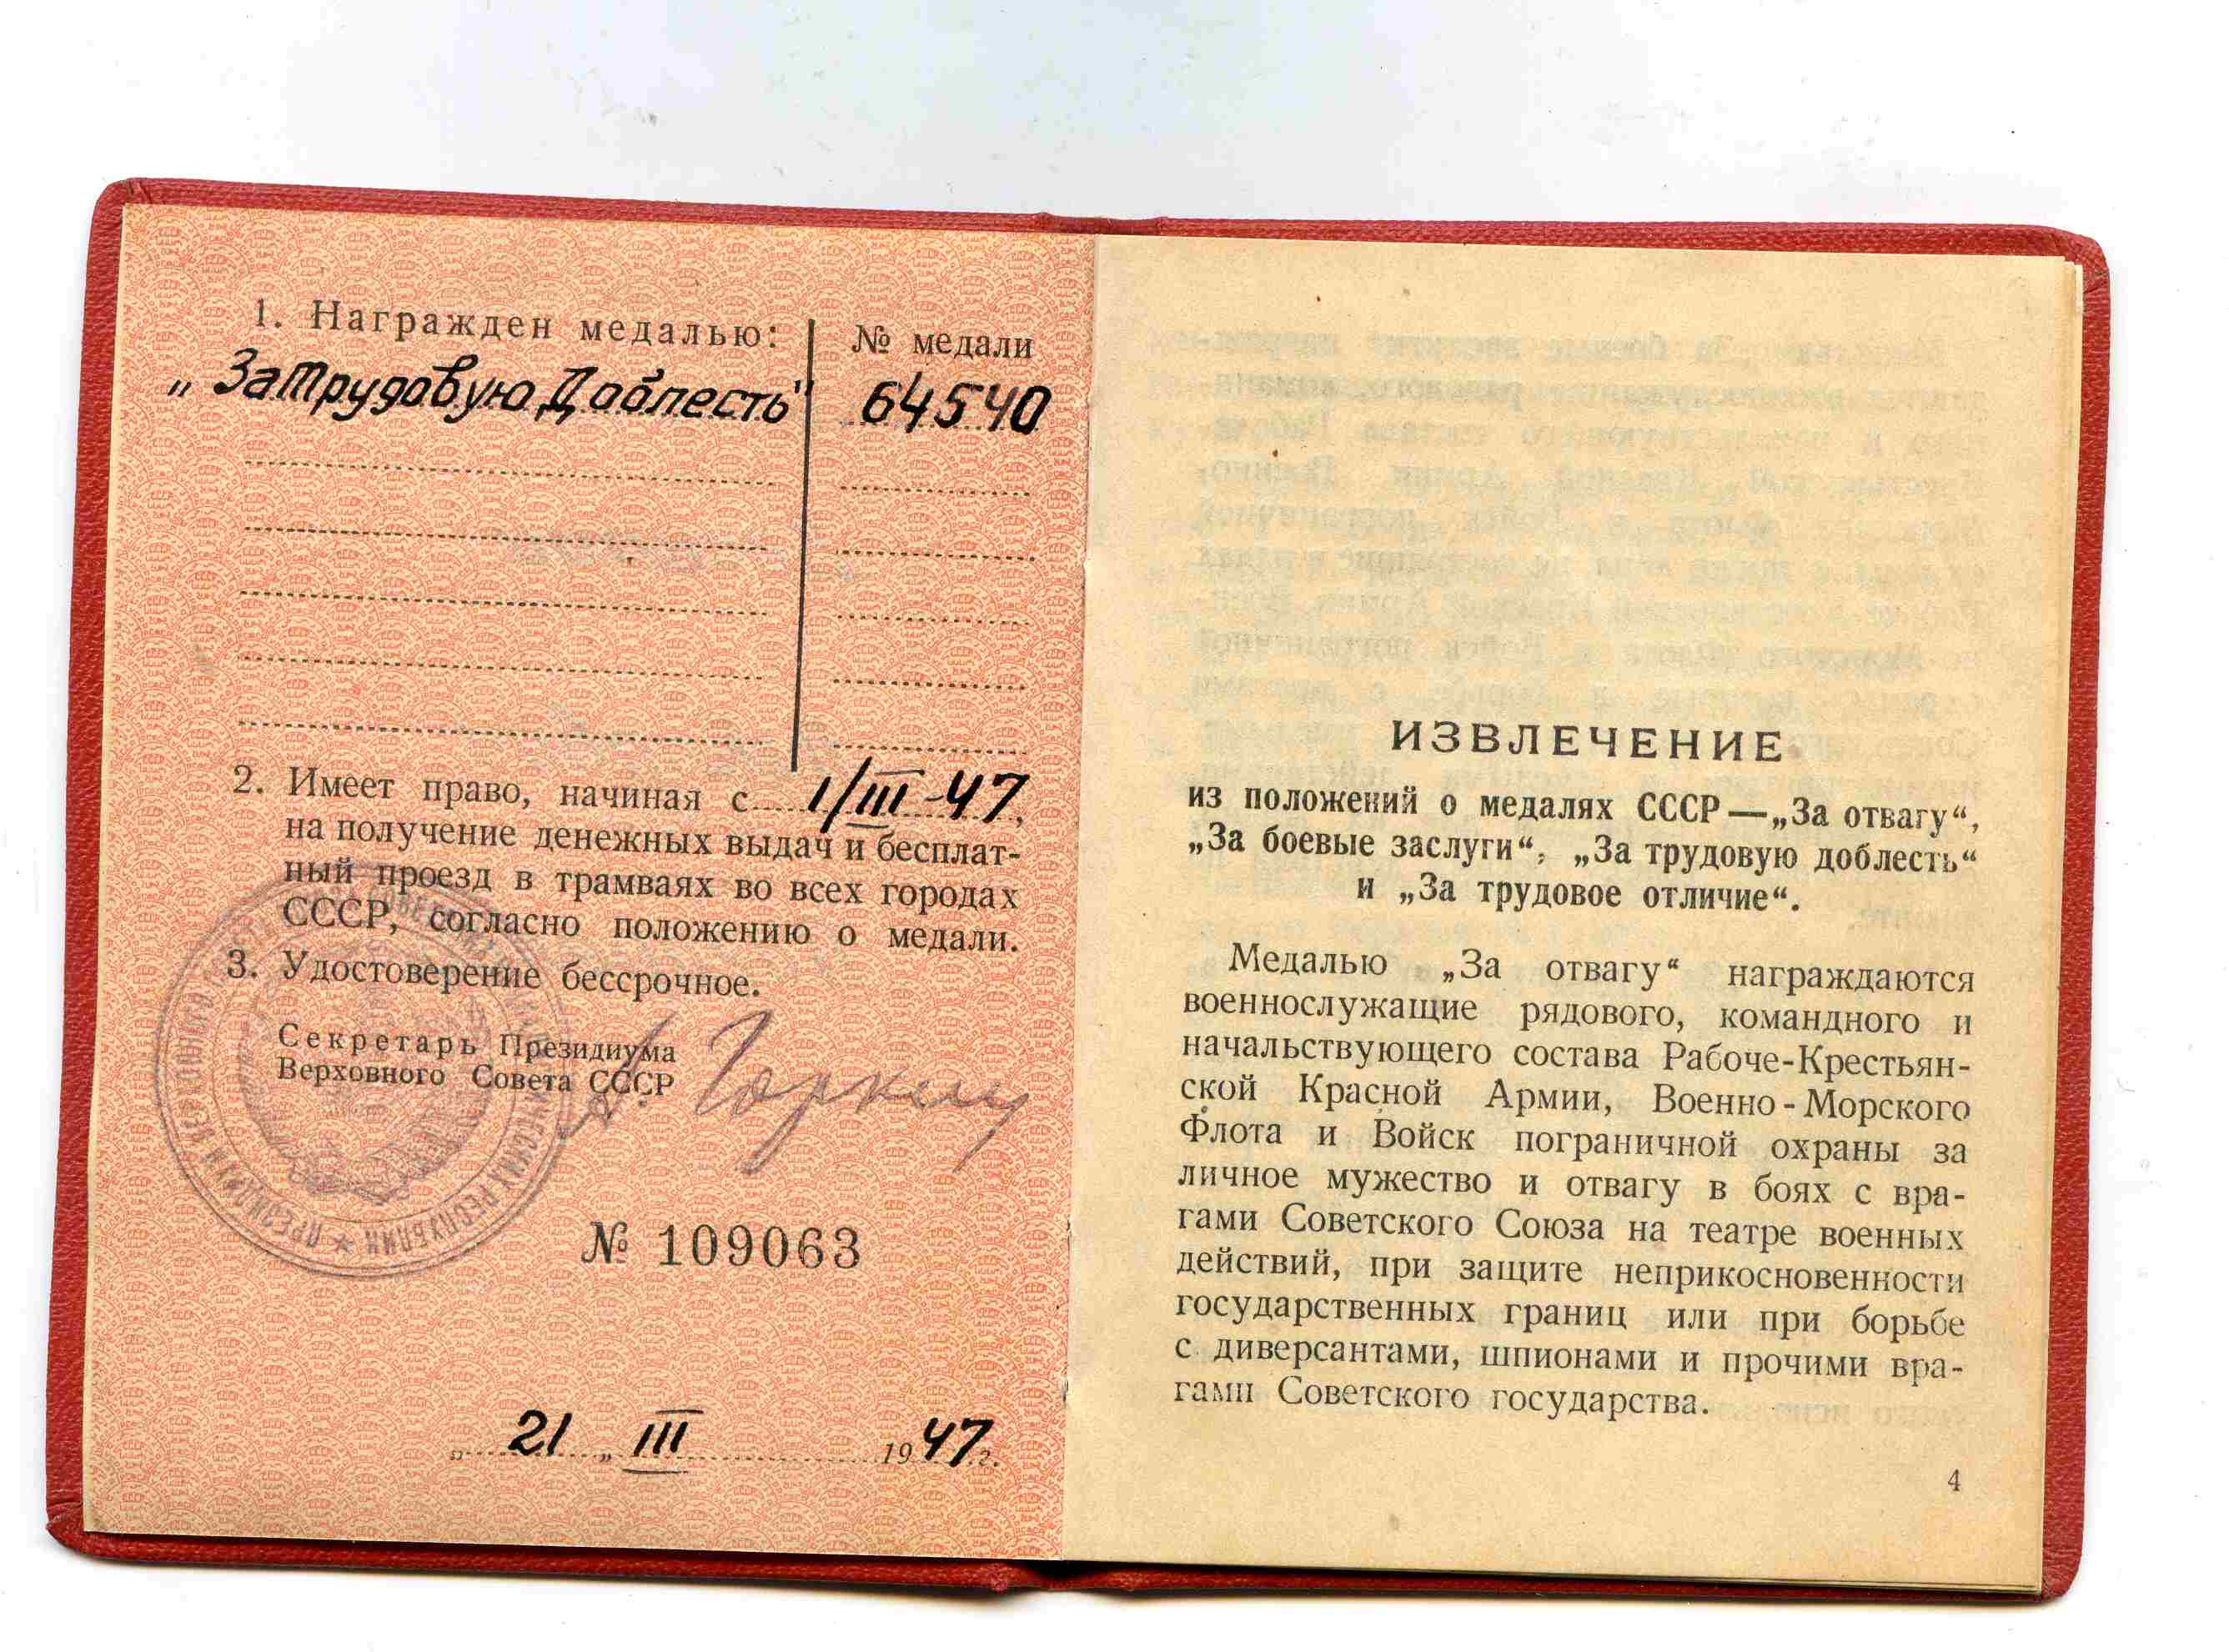 1. Награжден медалью:
№ медали
„За трудовую Доблесть"
64540
2. Имеет право, начиная с 1/III-47,
на получение денежных выдач и бесплат-
ный проезд в трамваях во всех городах
СССР, согласно положению о медали.
3. Удостоверение бессрочное.
Секретарь Президиума
Верховного Совета СССР
А Горкин
ПРЕЗИДИУМ ВЕРХОВНОГО РЕСПУБЛИК
№ 109063
„ 21 „ III 1947 г.
ИЗВЛЕЧЕНИЕ
из положений о медалях СССР—„За отвагу“,
„За боевые заслуги“, „За трудовую доблесть“
и „За трудовое отличие“.
Медалью „За отвагу“ награждаются
военнослужащие рядового, командного и
начальствующего состава Рабоче-Крестьян-
ской Красной Армии, Военно-Морского
Флота и Войск пограничной охраны за
личное мужество и отвагу в боях с вра-
гами Советского Союза на театре военных
действий, при защите неприкосновенности
государственных границ или при борьбе
с диверсантами, шпионами и прочими вра-
гами Советского государства.
4